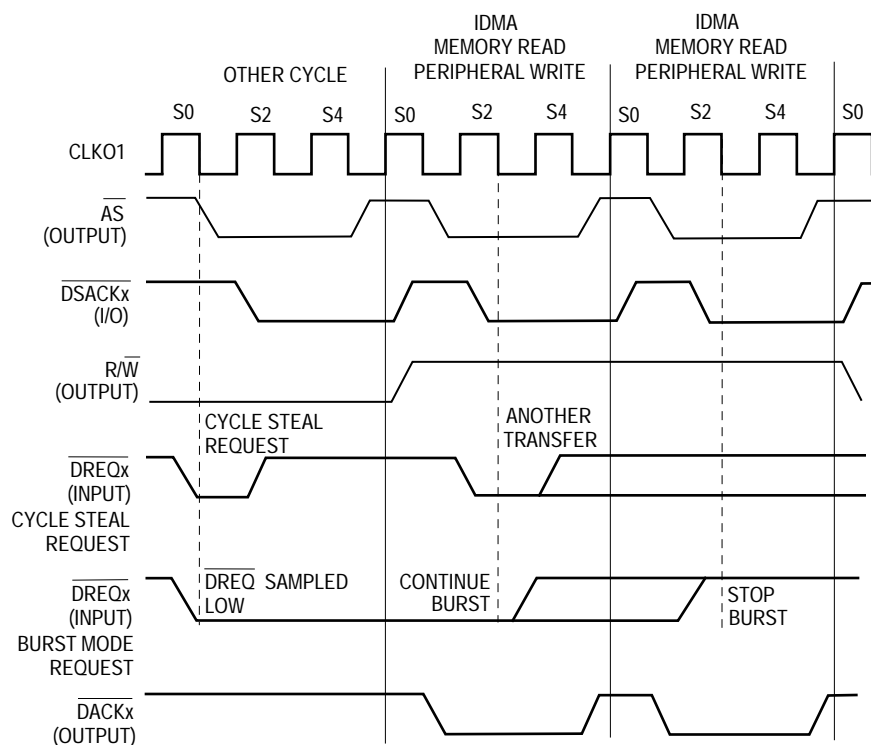 IDMA
MEMORY READ
PERIPHERAL WRITE
IDMA
MEMORY READ
PERIPHERAL WRITE
OTHER CYCLE
S0 S2 S4 S0 S2 S4 S0 S2 S4 S0
CLKO1
AS
(OUTPUT)
DSACKx
(I/O)
R/W
(OUTPUT)
CYCLE STEAL
REQUEST
ANOTHER
TRANSFER
DREQx
(INPUT)
CYCLE STEAL
REQUEST
DREQx
(INPUT)
BURST MODE
REQUEST
DREQ SAMPLED
LOW
CONTINUE
BURST
STOP
BURST
DACKx
(OUTPUT)